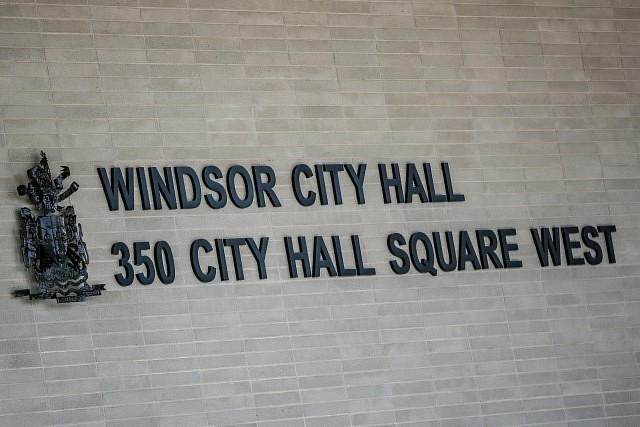 WINDSOR CITY HALL
350 CITY HALL SQUARE WEST